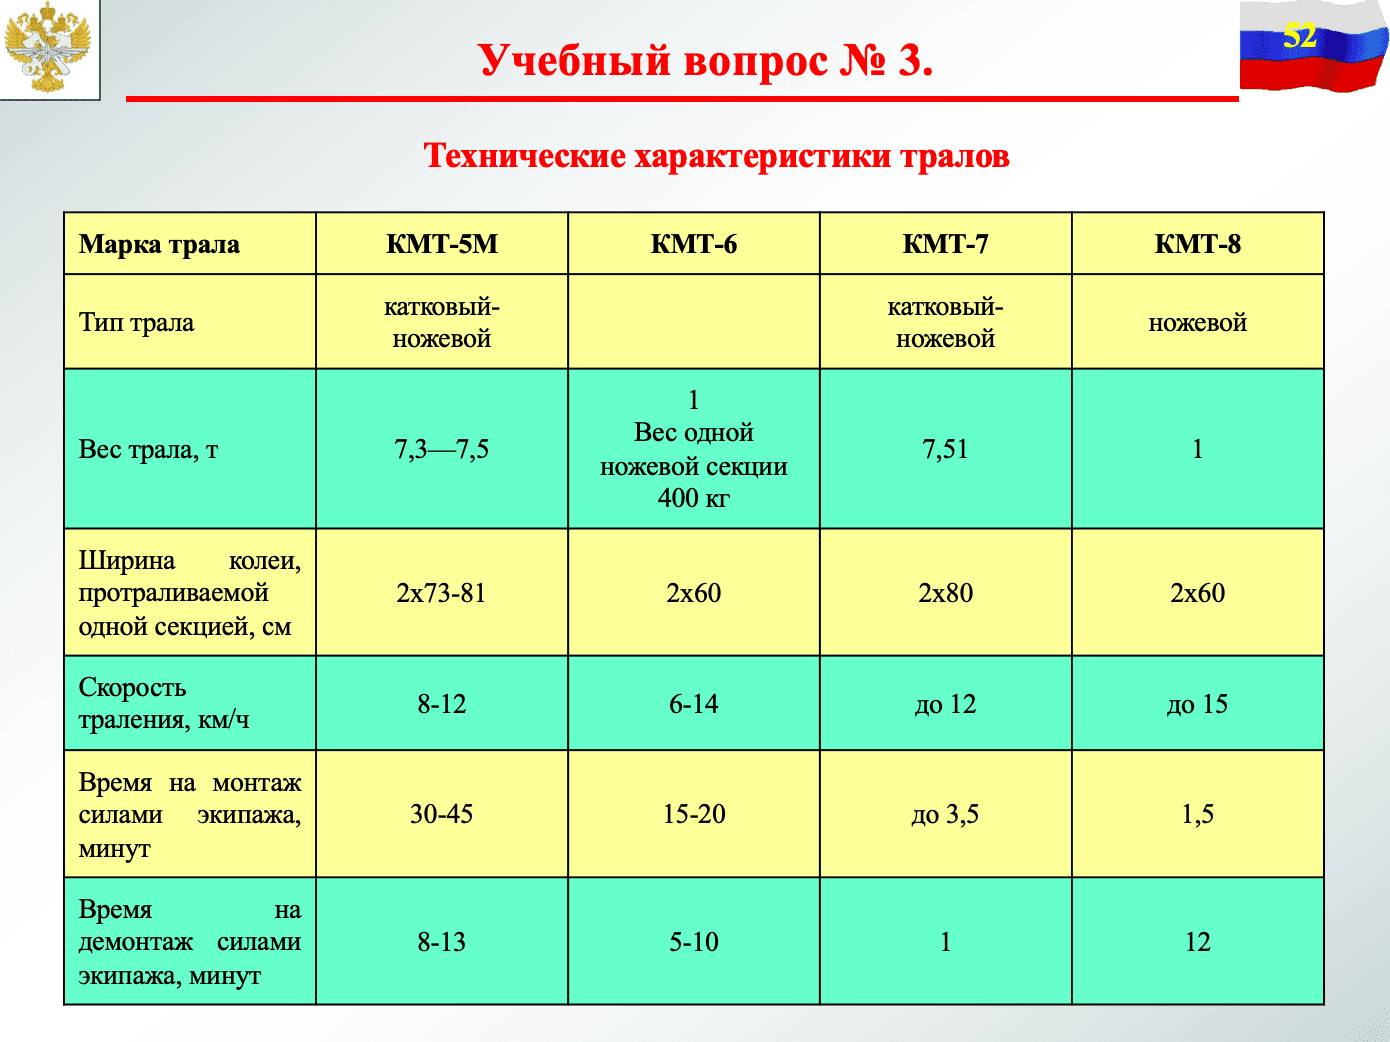 52
Учебный вопрос № 3.
Технические характеристики тралов
Марка трала
КМТ-5М
КМТ-6
КМТ-7
КМТ-8
Тип трала
катковый-
ножевой
катковый-
ножевой
ножевой
Вес трала, т
7,3—7,5
1
Вес одной
ножевой секции
400 кг
7,51
1
Ширина колеи,
протраливаемой
одной секцией, см
2х73-81
2х60
2х80
2х60
Скорость
траления, км/ч
8-12
6-14
до 12
до 15
Время на монтаж
силами экипажа,
минут
30-45
15-20
до 3,5
1,5
Время на
демонтаж силами
экипажа, минут
8-13
5-10
1
12